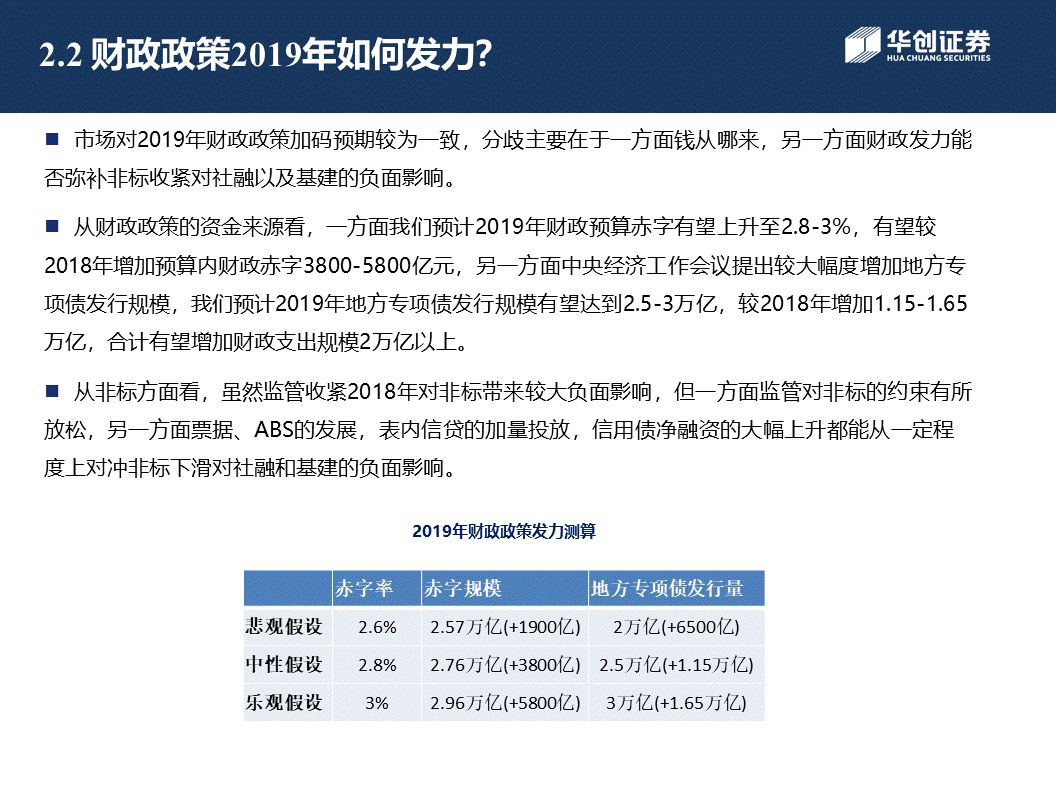 2.2 财政政策2019年如何发力？
华创证券
HUA CHUANG SECURITIES
■ 市场对2019年财政政策加码预期较为一致，分歧主要在于一方面钱从哪来，另一方面财政发力能
否弥补非标收紧对社融以及基建的负面影响。
■ 从财政政策的资金来源看，一方面我们预计2019年财政预算赤字有望上升至2.8-3%，有望较
2018年增加预算内财政赤字3800-5800亿元，另一方面中央经济工作会议提出较大幅度增加地方专
项债发行规模，我们预计2019年地方专项债发行规模有望达到2.5-3万亿，较2018年增加1.15-1.65
万亿，合计有望增加财政支出规模2万亿以上。
■ 从非标方面看，虽然监管收紧2018年对非标带来较大负面影响，但一方面监管对非标的约束有所
放松，另一方面票据、ABS的发展，表内信贷的加量投放，信用债净融资的大幅上升都能从一定程
度上对冲非标下滑对社融和基建的负面影响。
2019年财政政策发力测算
赤字率 赤字规模 地方专项债发行量
悲观假设 2.6% 2.57万亿(+1900亿) 2万亿(+6500亿)
中性假设 2.8% 2.76万亿(+3800亿) 2.5万亿(+1.15万亿)
乐观假设 3% 2.96万亿(+5800亿) 3万亿(+1.65万亿)